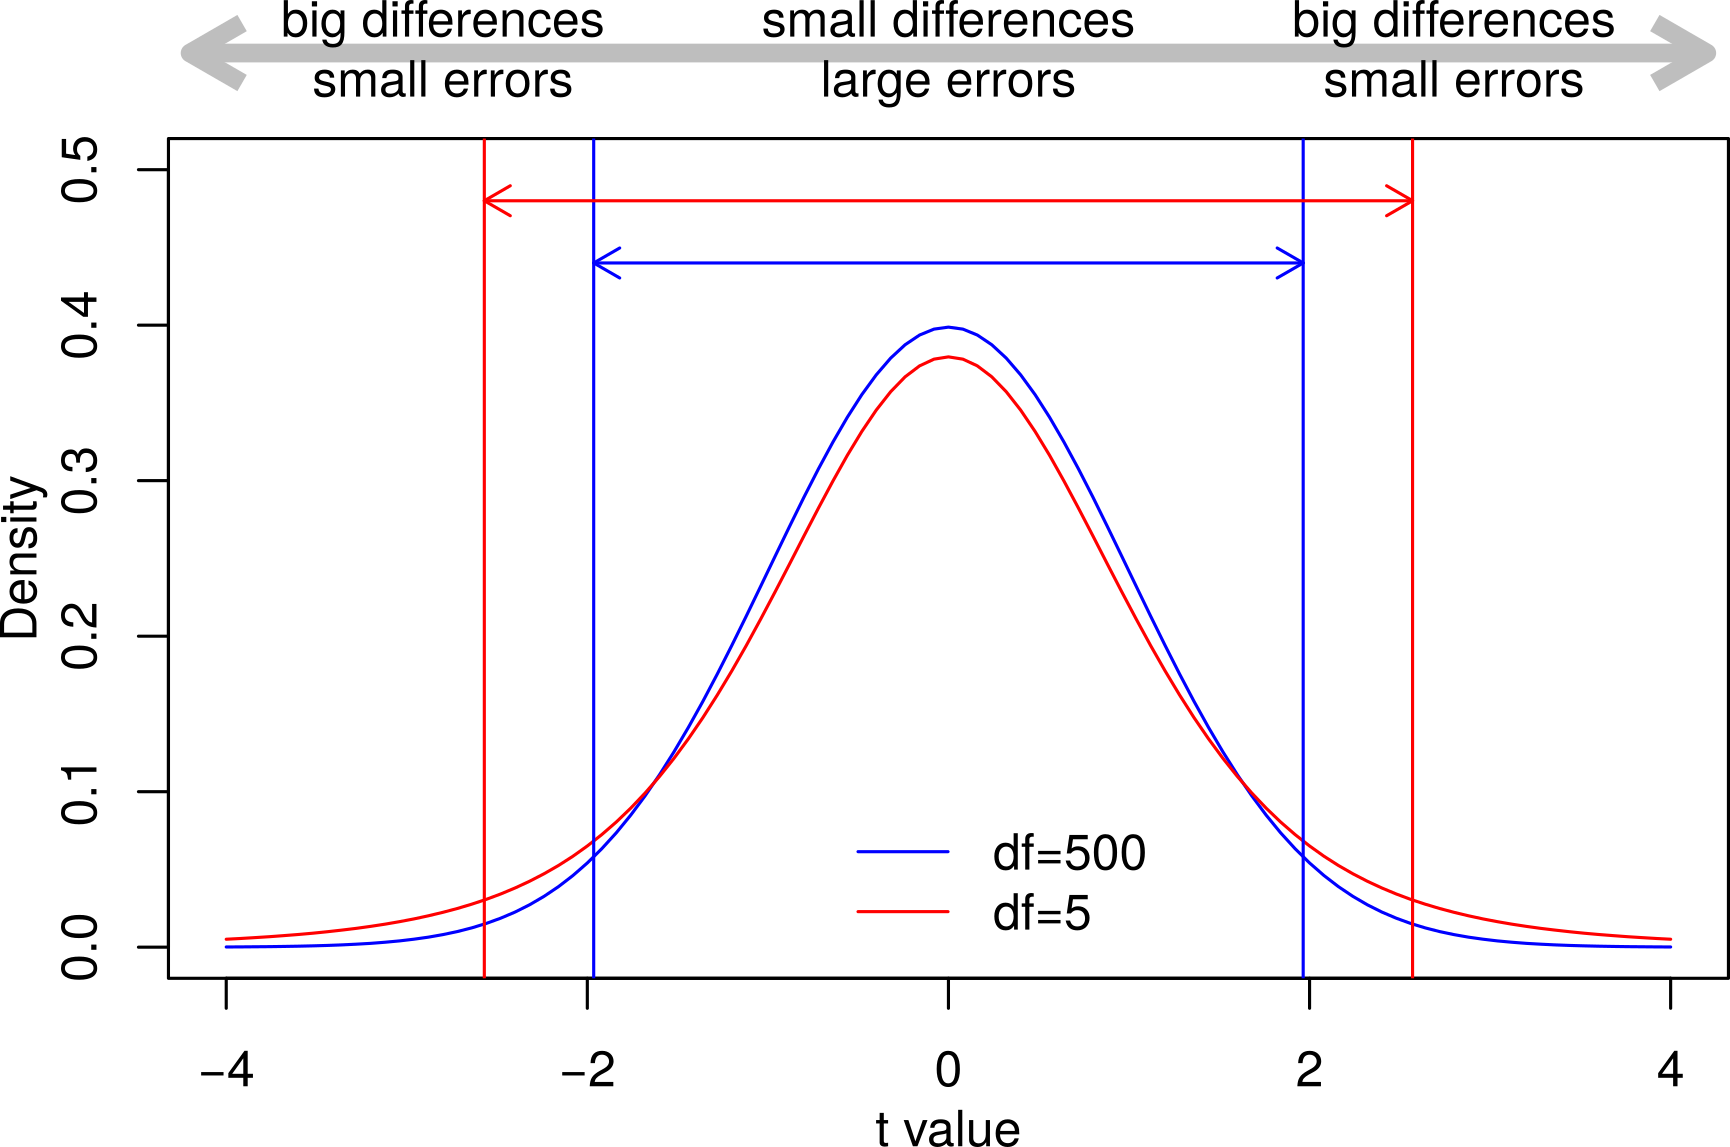 big differences small differences big differences
small errors large errors small errors
0.5
0.4
0.3
0.2
0.1
0.0
Density
df=500
df=5
−4 −2 0 2 4
t value